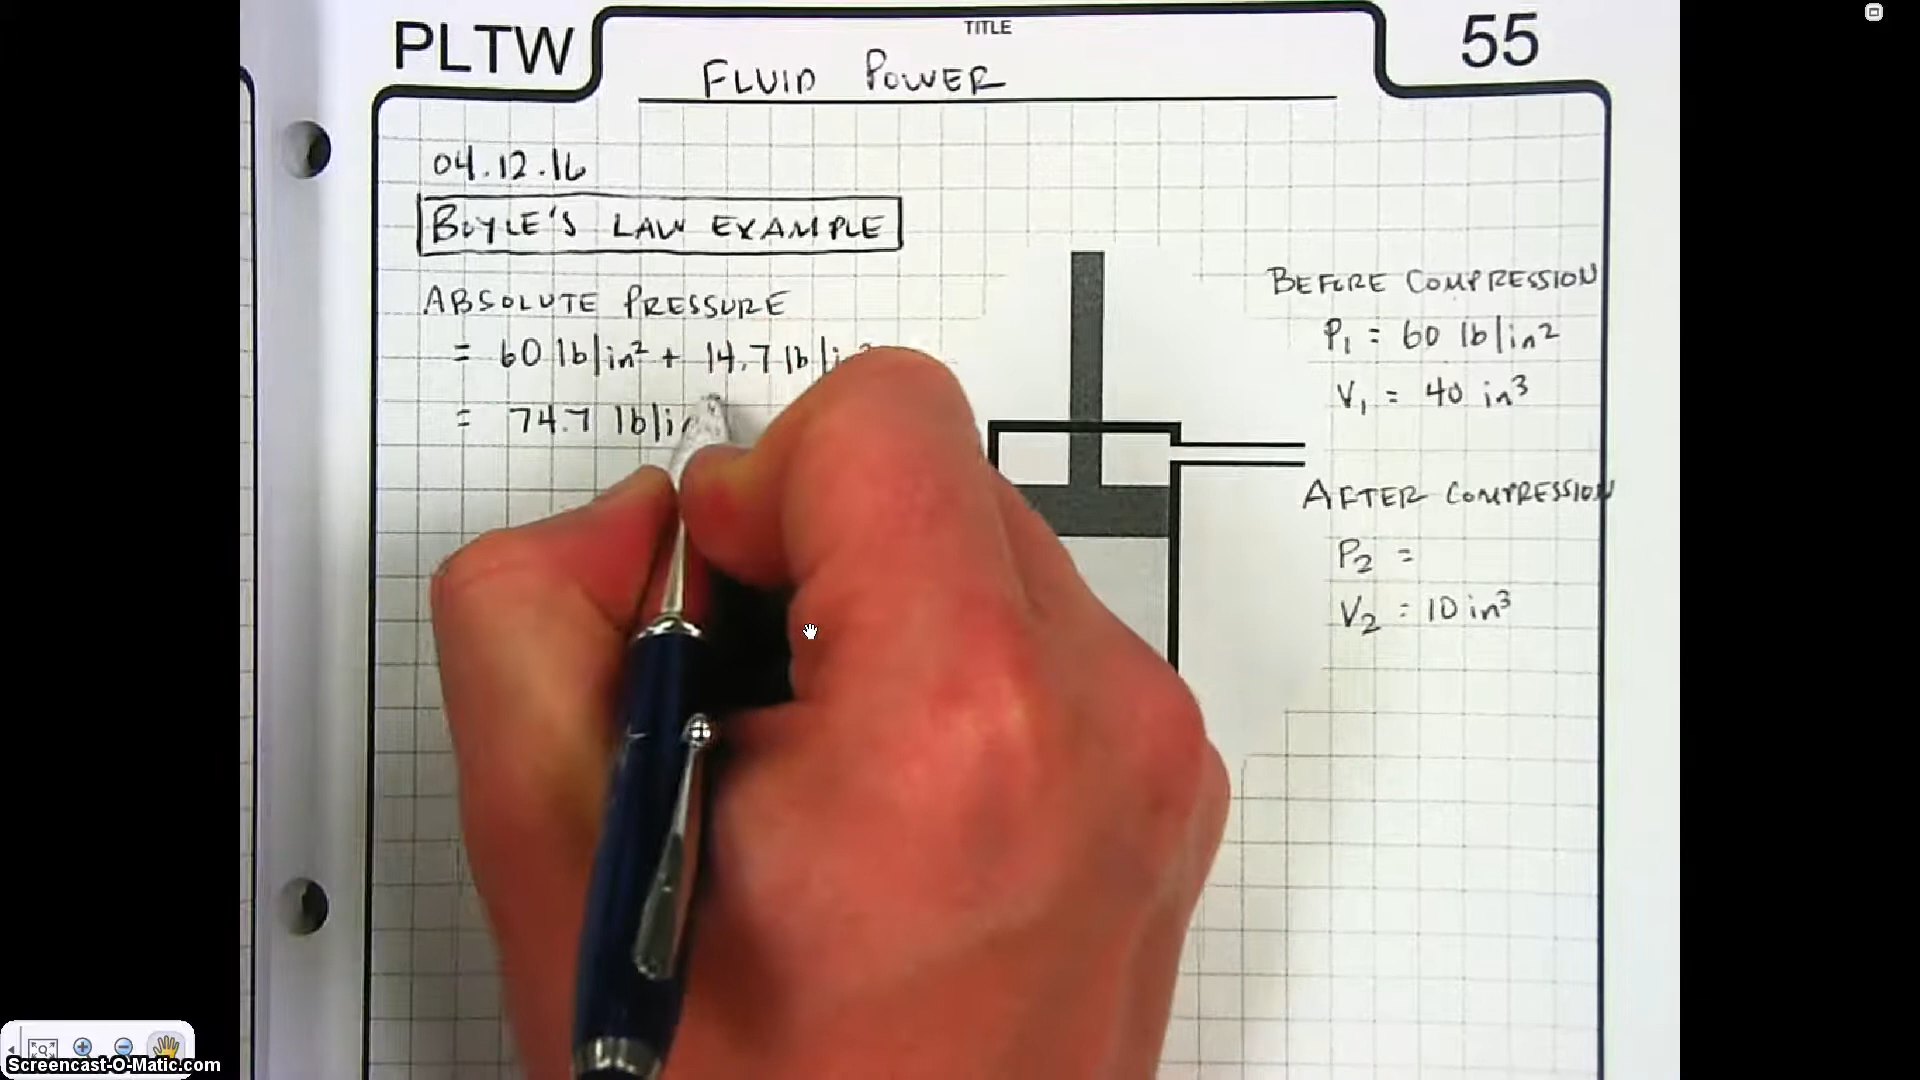 PLTW
TITLE
55
FLUID POWER
04.12.16
BOYLE'S LAW EXAMPLE
ABSOLUTE PRESSURE
= 60 lb/in² + 14.7 lb/in²
= 74.7 lb/in
BEFORE COMPRESSION
P₁ = 60 lb/in²
V₁ = 40 in³
AFTER COMPRESSION
P₂ =
V₂ = 10 in³
Screencast-O-Matic.com